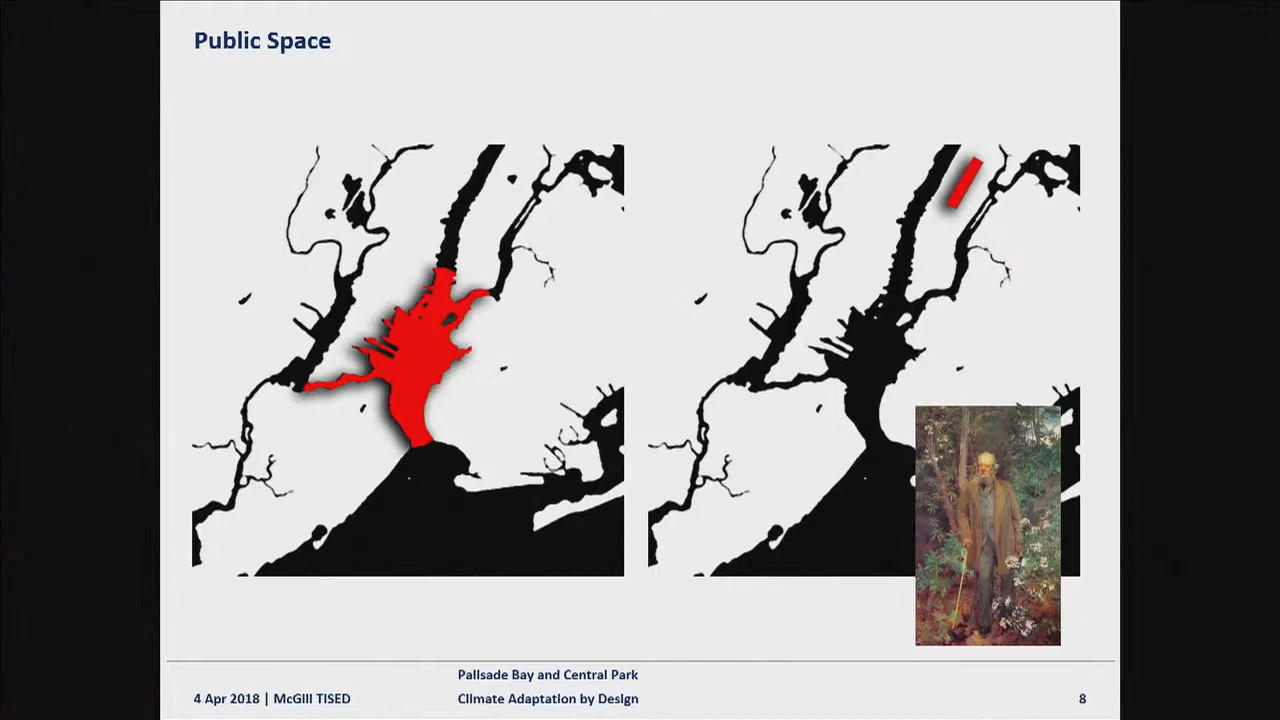 Public Space
Palisade Bay and Central Park
4 Apr 2018 | McGill TISED
Climate Adaptation by Design
8